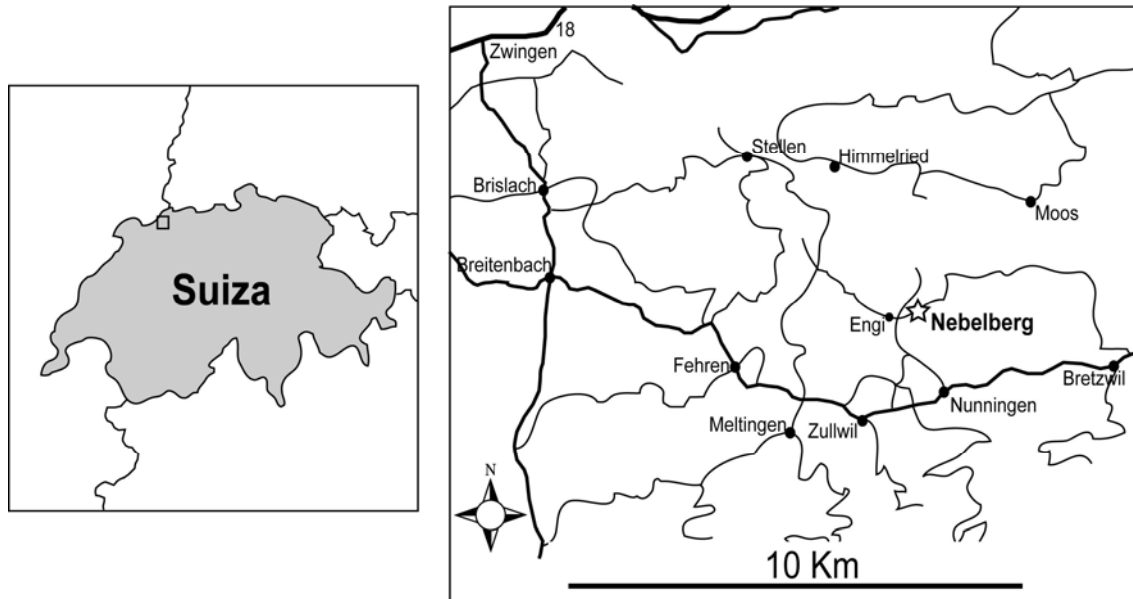 Suiza
18
Zwingen
Stellen
Himmelried
Brislach
Moos
Breitenbach
Engi
Nebelberg
Fehren
Bretzwil
Nunningen
Meltingen
Zullwil
N
10 Km